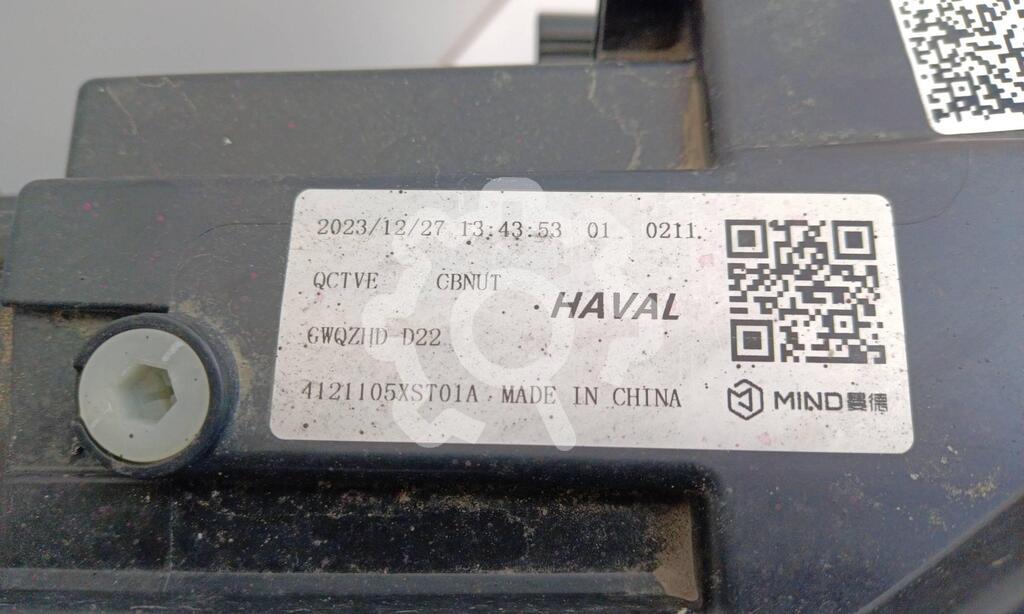 2023/12/27 13:43:53 01 0211
QCTVE CBNUT
HAVAL
GWQZHD D22
4121105XST01A MADE IN CHINA
MIND曼德